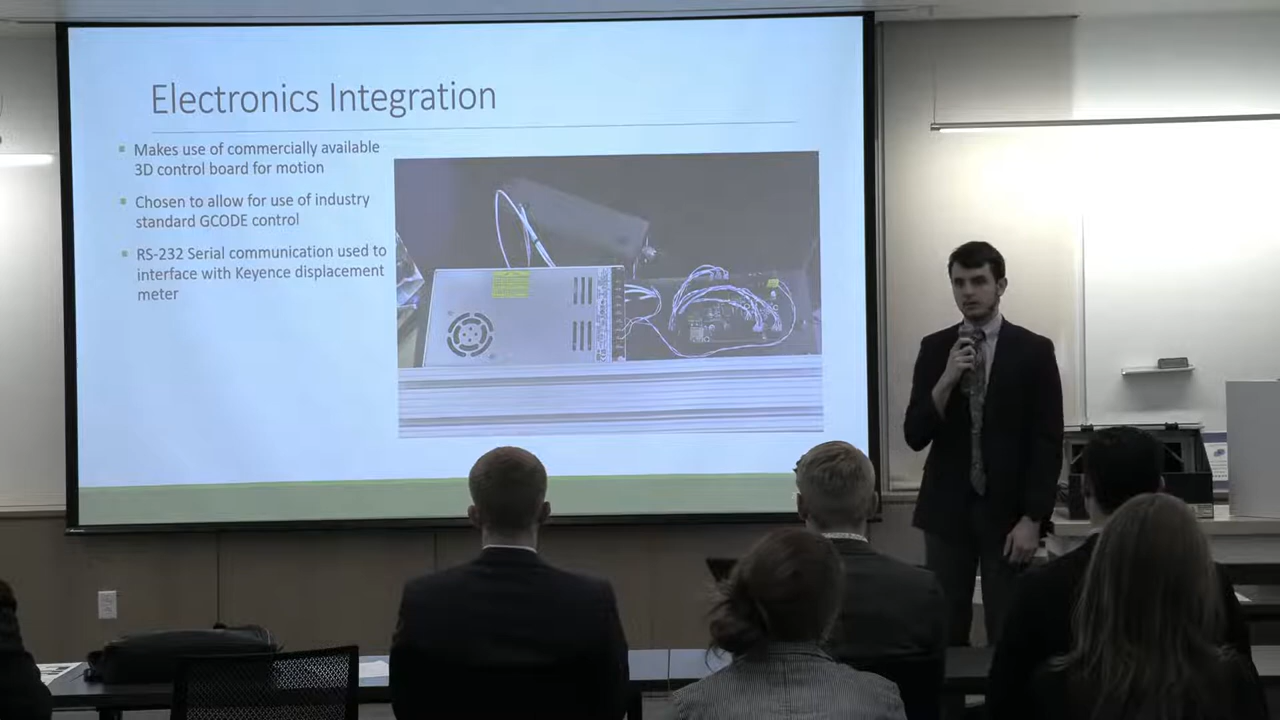 Electronics Integration
Makes use of commercially available
3D control board for motion
Chosen to allow for use of industry
standard GCODE control
RS-232 Serial communication used to
interface with Keyence displacement
meter